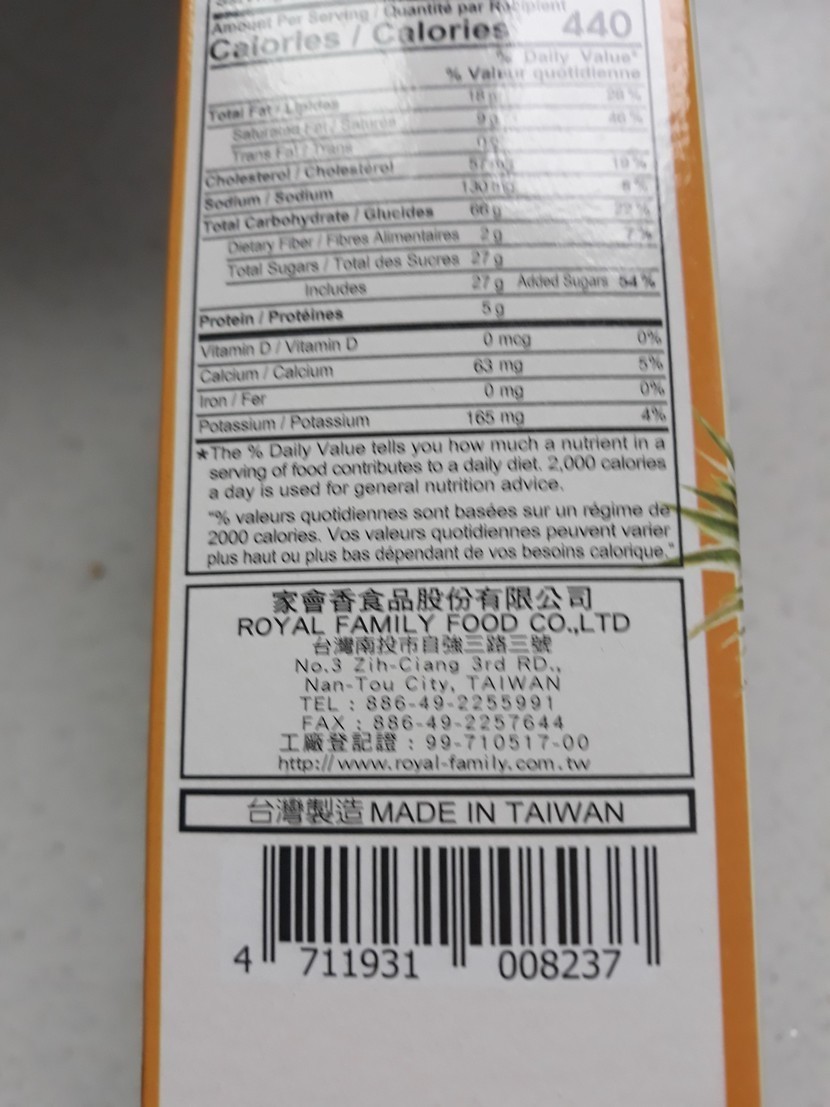 Amount Per Serving / Quantité par Récipient
Calories / Calories 440
% Daily Value*
% Valeur quotidienne
Total Fat / Lipides 18 g
Saturated Fat / Saturés 9 g
Trans Fat / Trans
Cholesterol / Cholestérol 19%
Sodium / Sodium 130 mg 6%
Total Carbohydrate / Glucides 60 g 22%
Dietary Fiber / Fibres Alimentaires 2 g 7%
Total Sugars / Total des Sucres 27 g
Includes 27 g Added Sugars 54%
Protein / Protéines 5 g
Vitamin D / Vitamin D 0 mcg 0%
Calcium / Calcium 63 mg 5%
Iron / Fer 0 mg 0%
Potassium / Potassium 165 mg 4%
*The % Daily Value tells you how much a nutrient in a
serving of food contributes to a daily diet. 2,000 calories
a day is used for general nutrition advice.
"% valeurs quotidiennes sont basées sur un régime de
2000 calories. Vos valeurs quotidiennes peuvent varier
plus haut ou plus bas dépendant de vos besoins calorique."
家會香食品股份有限公司
ROYAL FAMILY FOOD CO.,LTD
台灣南投市自強三路三號
No.3 Zih-Ciang 3rd RD.,
Nan-Tou City, TAIWAN
TEL : 886-49-2255991
FAX : 886-49-2257644
工廠登記證 : 99-710517-00
http://www.royal-family.com.tw
台灣製造 MADE IN TAIWAN
4 711931 008237